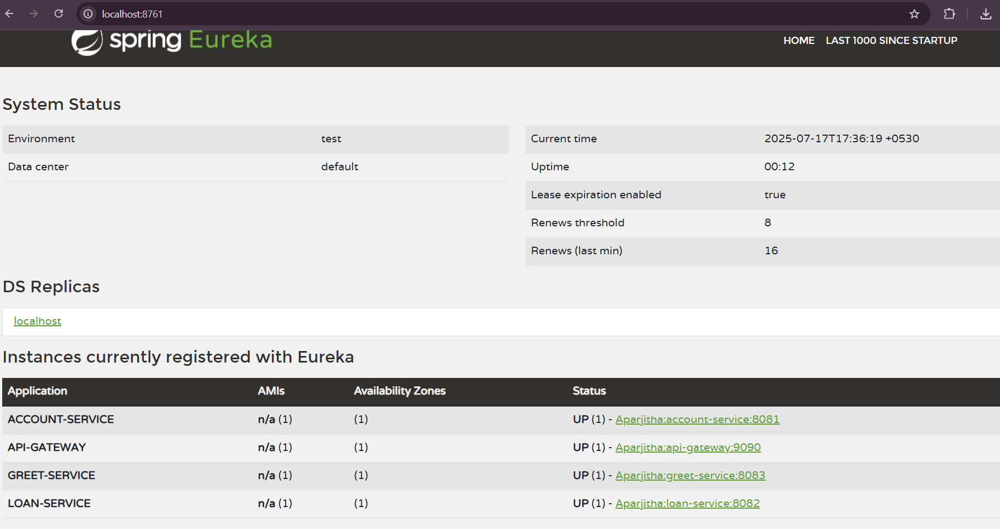 localhost:8761
spring Eureka
HOME LAST 1000 SINCE STARTUP
System Status
Environment test
Data center default
Current time 2025-07-17T17:36:19 +0530
Uptime 00:12
Lease expiration enabled true
Renews threshold 8
Renews (last min) 16
DS Replicas
localhost
Instances currently registered with Eureka
Application AMIs Availability Zones Status
ACCOUNT-SERVICE n/a (1) (1) UP (1) - Aparjitha:account-service:8081
API-GATEWAY n/a (1) (1) UP (1) - Aparjitha:api-gateway:9090
GREET-SERVICE n/a (1) (1) UP (1) - Aparjitha:greet-service:8083
LOAN-SERVICE n/a (1) (1) UP (1) - Aparjitha:loan-service:8082